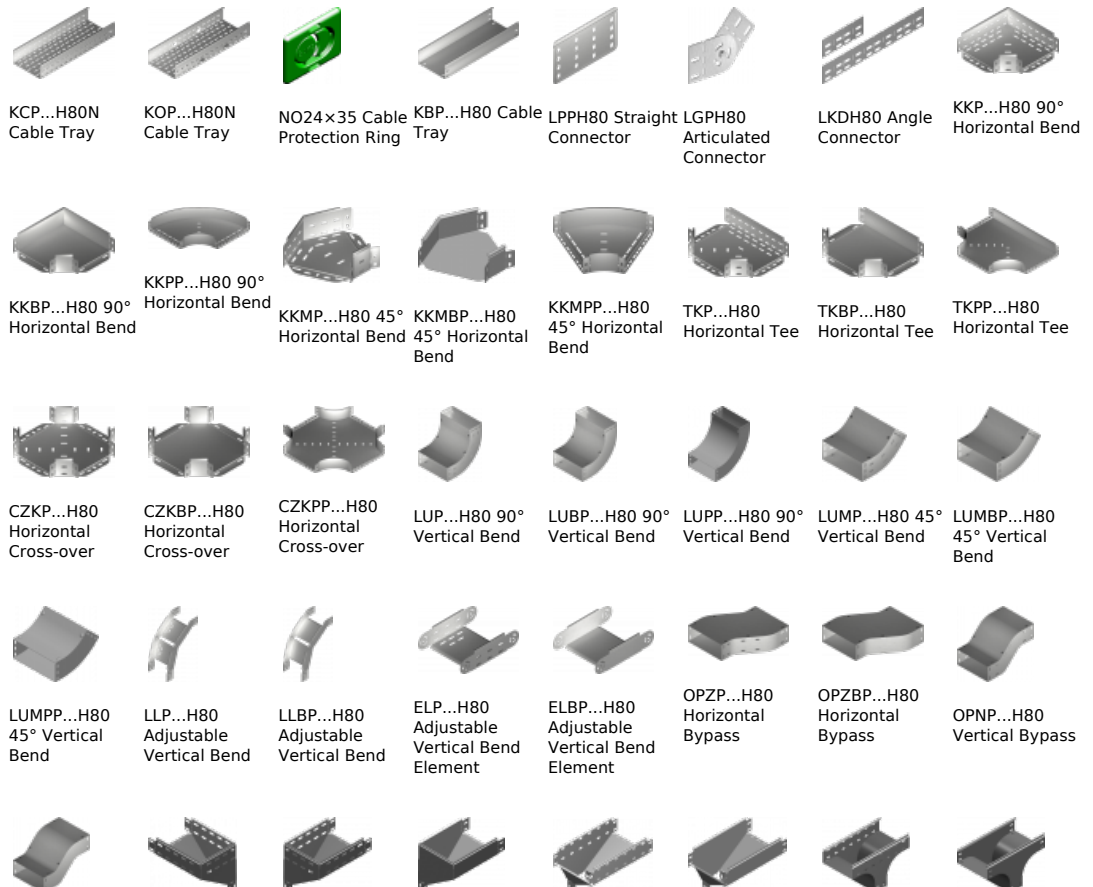 KCP...H80N
Cable Tray
KOP...H80N
Cable Tray
NO24×35 Cable
Protection Ring
KBP...H80 Cable
Tray
LPPH80 Straight
Connector
LGPH80
Articulated
Connector
LKDH80 Angle
Connector
KKP...H80 90°
Horizontal Bend
KKBP...H80 90°
Horizontal Bend
KKPP...H80 90°
Horizontal Bend
KKMP...H80 45°
Horizontal Bend
KKMBP...H80
45° Horizontal
Bend
KKMPP...H80
45° Horizontal
Bend
TKP...H80
Horizontal Tee
TKBP...H80
Horizontal Tee
TKPP...H80
Horizontal Tee
CZKP...H80
Horizontal
Cross-over
CZKBP...H80
Horizontal
Cross-over
CZKPP...H80
Horizontal
Cross-over
LUP...H80 90°
Vertical Bend
LUBP...H80 90°
Vertical Bend
LUPP...H80 90°
Vertical Bend
LUMP...H80 45°
Vertical Bend
LUMBP...H80
45° Vertical
Bend
LUMPP...H80
45° Vertical
Bend
LLP...H80
Adjustable
Vertical Bend
LLBP...H80
Adjustable
Vertical Bend
ELP...H80
Adjustable
Vertical Bend
Element
ELBP...H80
Adjustable
Vertical Bend
Element
OPZP...H80
Horizontal
Bypass
OPZBP...H80
Horizontal
Bypass
OPNP...H80
Vertical Bypass